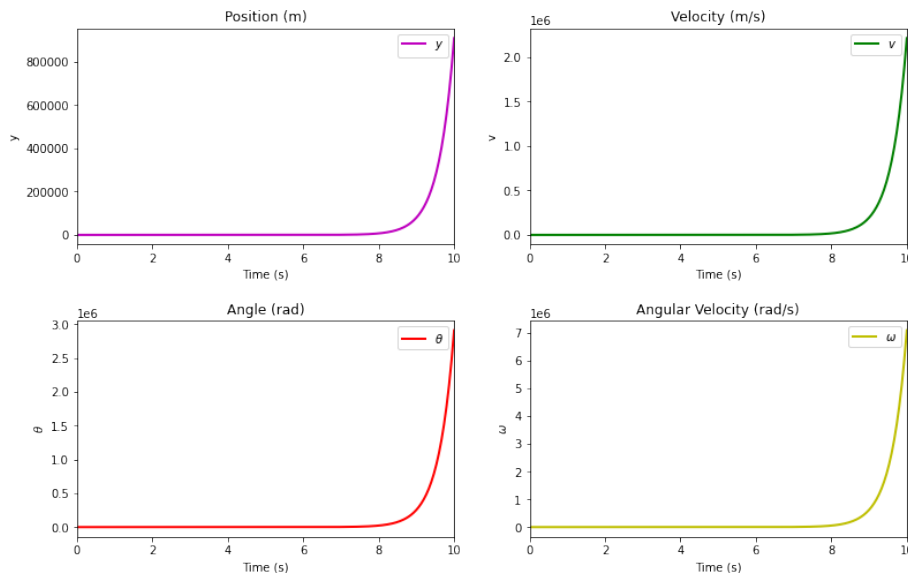 Position (m)
y
800000
600000
400000
200000
0
y
0 2 4 6 8 10
Time (s)
Velocity (m/s)
1e6
v
2.0
1.5
1.0
0.5
0.0
v
0 2 4 6 8 10
Time (s)
Angle (rad)
1e6
θ
3.0
2.5
2.0
1.5
1.0
0.5
0.0
θ
0 2 4 6 8 10
Time (s)
Angular Velocity (rad/s)
1e6
ω
7
6
5
4
3
2
1
0
ω
0 2 4 6 8 10
Time (s)